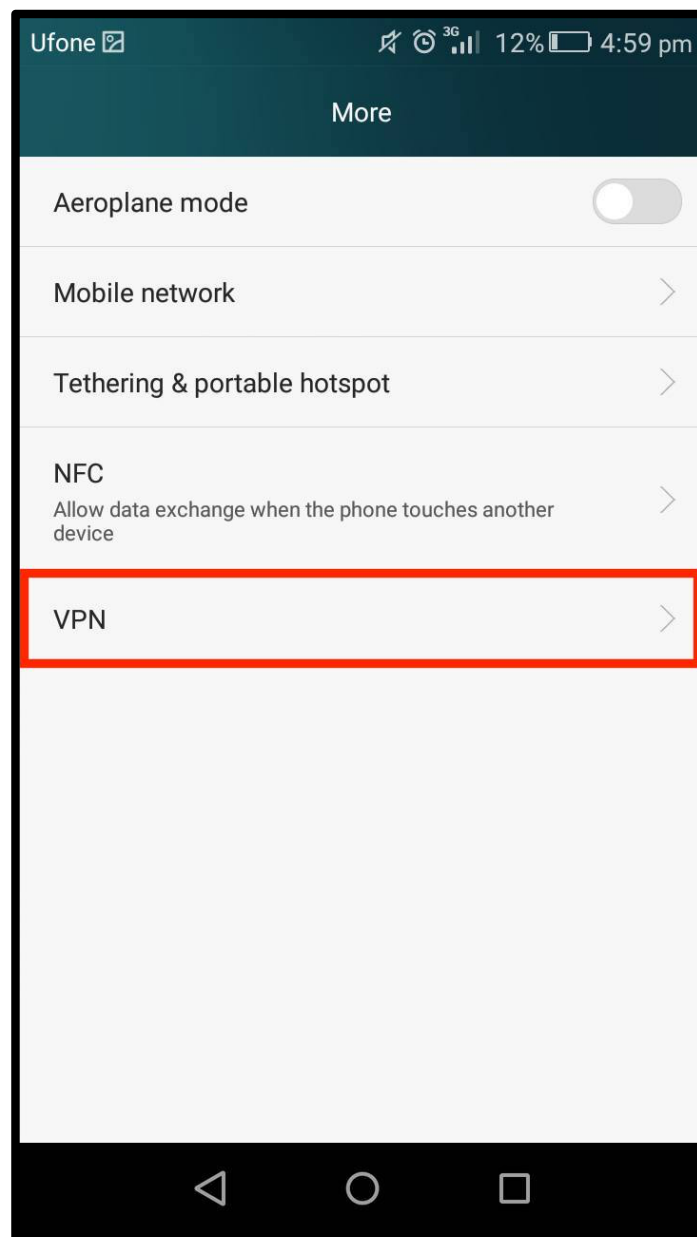 Ufone 3G 12% 4:59 pm
More
Aeroplane mode
Mobile network
Tethering & portable hotspot
NFC
Allow data exchange when the phone touches another
device
VPN